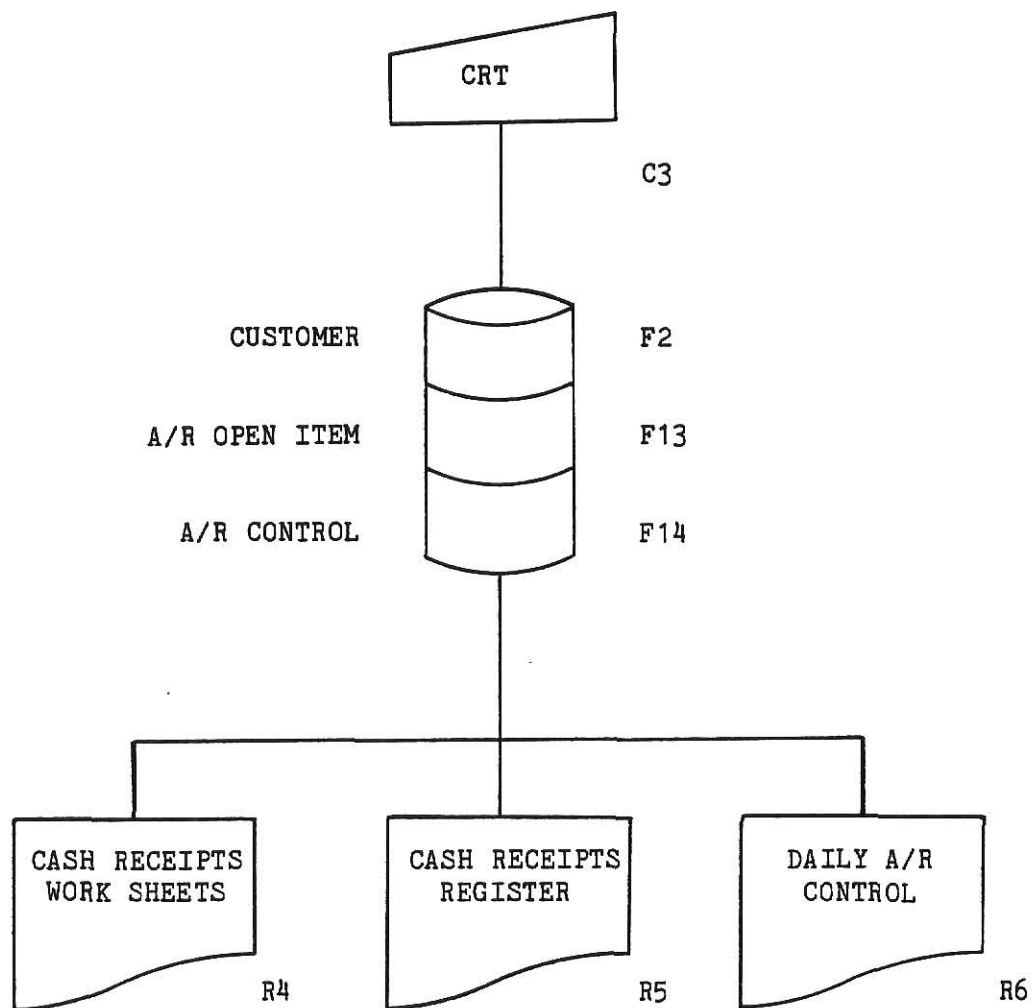 CRT
C3
CUSTOMER F2
A/R OPEN ITEM F13
A/R CONTROL F14
CASH RECEIPTS
WORK SHEETS
R4
CASH RECEIPTS
REGISTER
R5
DAILY A/R
CONTROL
R6